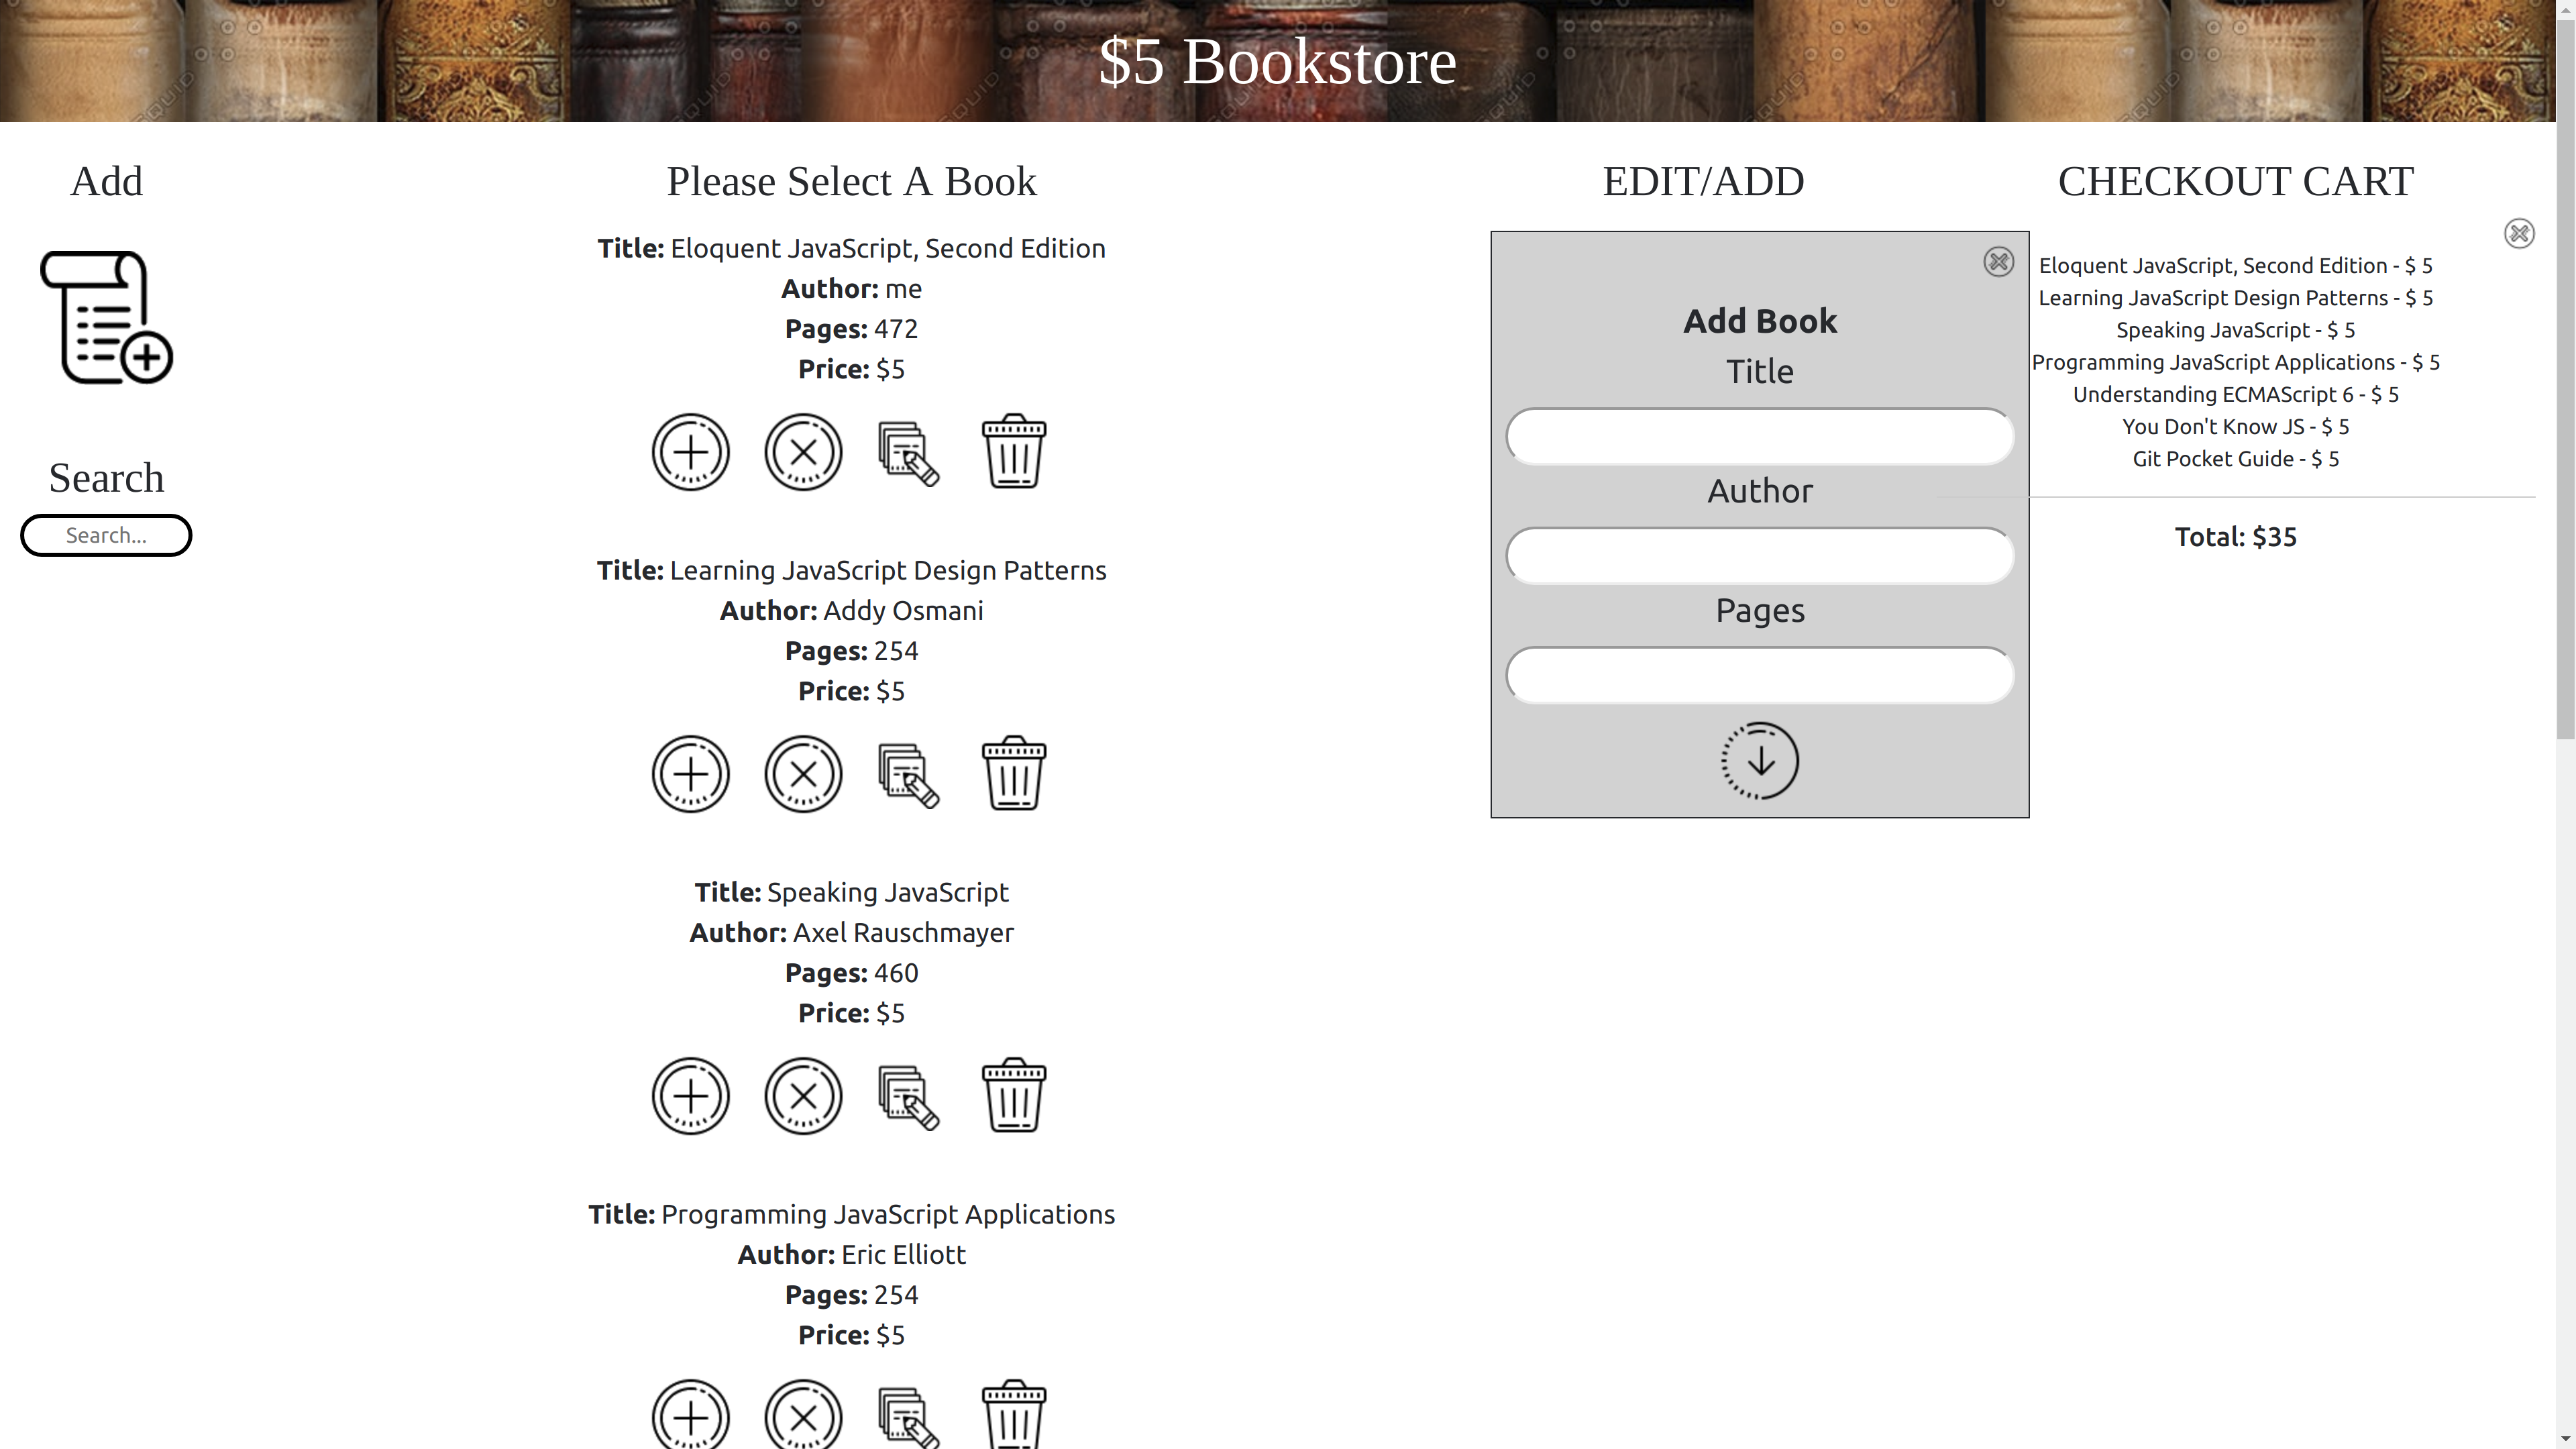 $5 Bookstore
Add
Search
Search...
Please Select A Book
Title: Eloquent JavaScript, Second Edition
Author: me
Pages: 472
Price: $5
Title: Learning JavaScript Design Patterns
Author: Addy Osmani
Pages: 254
Price: $5
Title: Speaking JavaScript
Author: Axel Rauschmayer
Pages: 460
Price: $5
Title: Programming JavaScript Applications
Author: Eric Elliott
Pages: 254
Price: $5
EDIT/ADD
Add Book
Title
Author
Pages
CHECKOUT CART
Eloquent JavaScript, Second Edition - $ 5
Learning JavaScript Design Patterns - $ 5
Speaking JavaScript - $ 5
Programming JavaScript Applications - $ 5
Understanding ECMAScript 6 - $ 5
You Don't Know JS - $ 5
Git Pocket Guide - $ 5
Total: $35